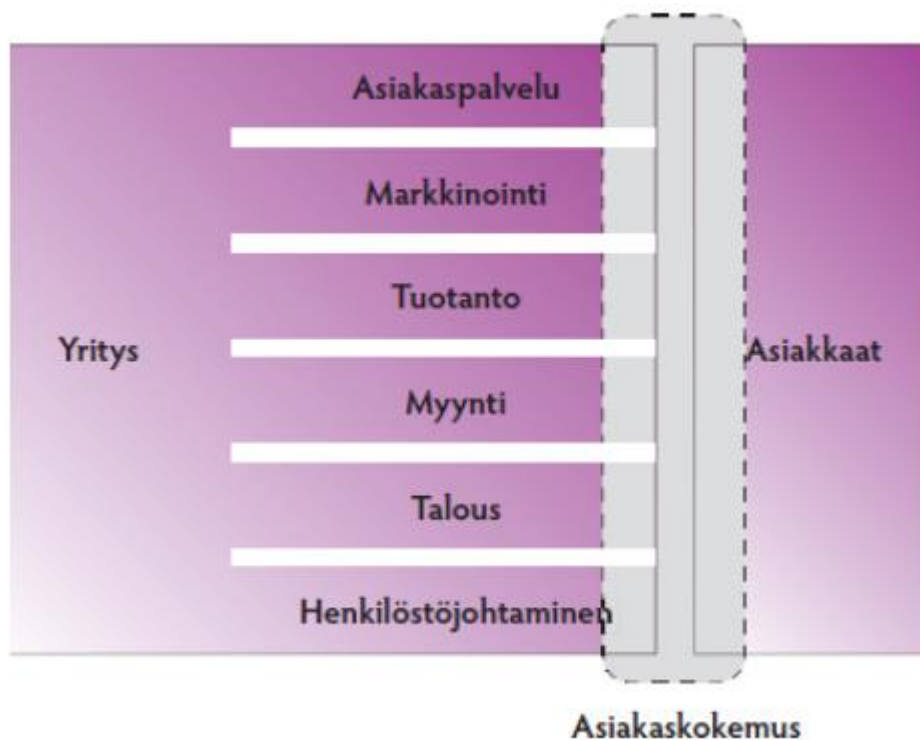 Asiakaspalvelu
Markkinointi
Tuotanto
Yritys
Asiakkaat
Myynti
Talous
Henkilöstöjohtaminen
Asiakaskokemus